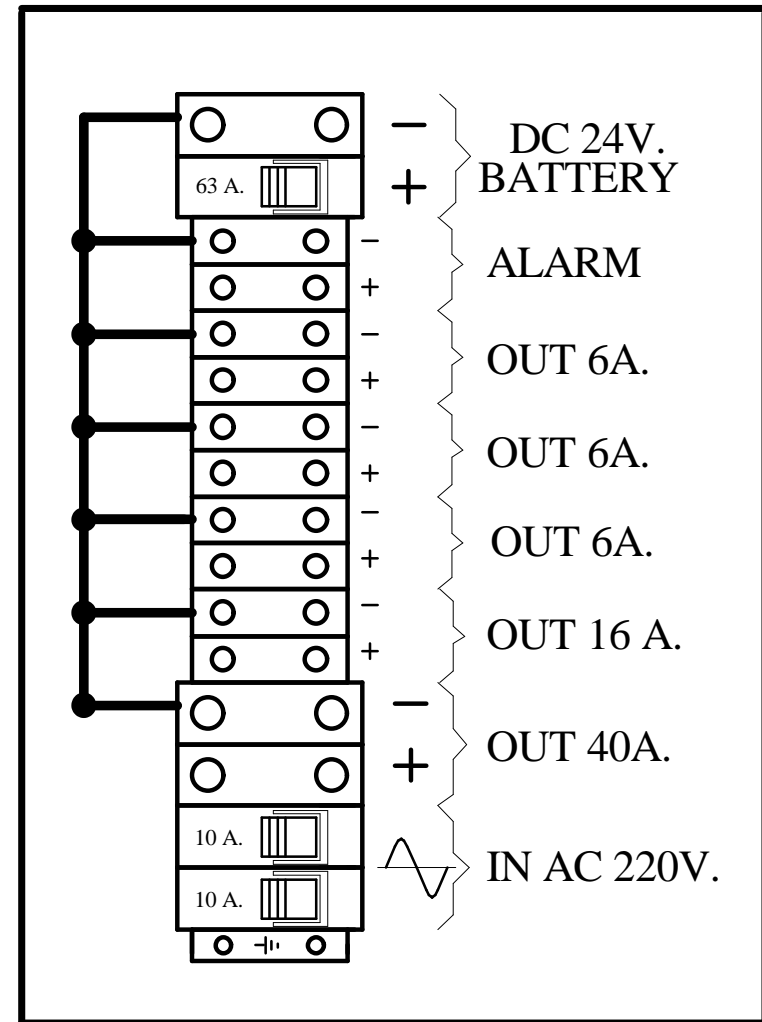 −
DC 24V.
63 A.
+
BATTERY
−
ALARM
+
−
OUT 6A.
+
−
OUT 6A.
+
−
OUT 6A.
+
−
OUT 16 A.
+
−
OUT 40A.
+
10 A.
IN AC 220V.
10 A.